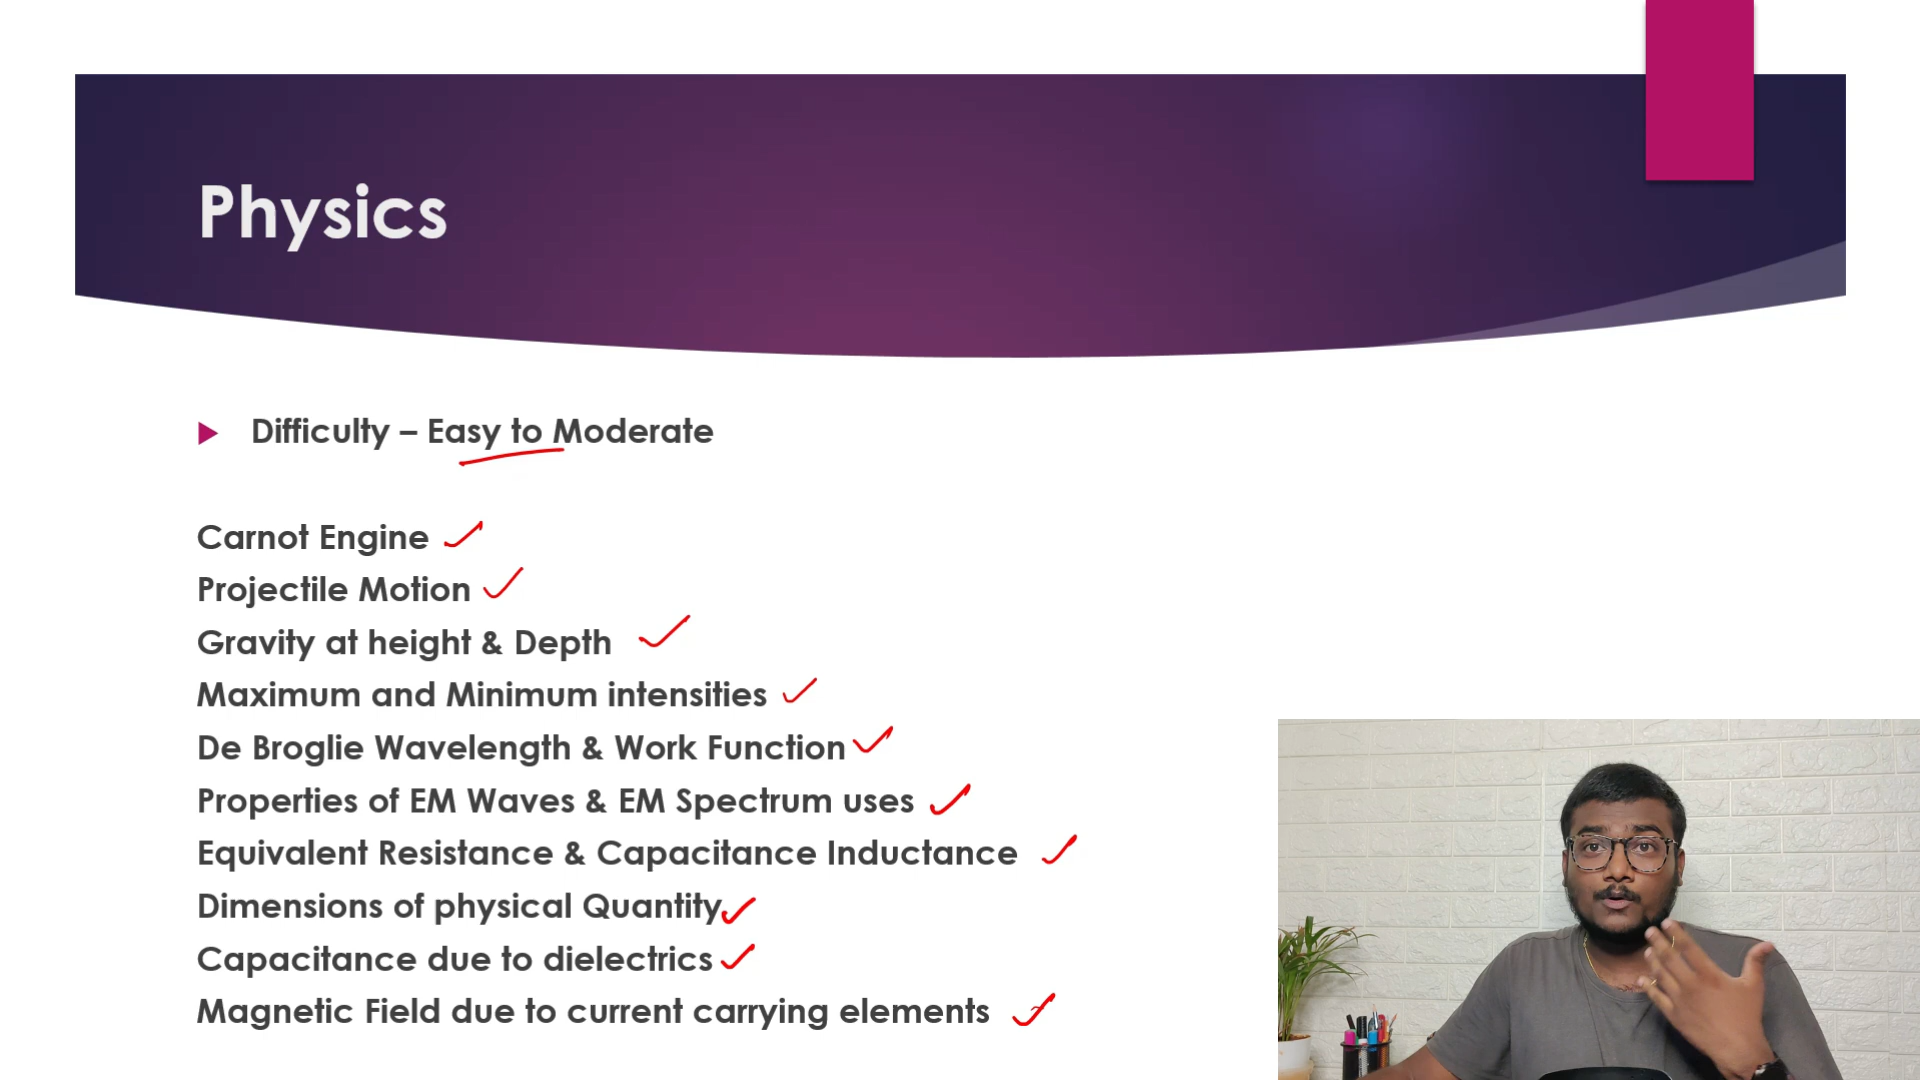 Physics
Difficulty – Easy to Moderate
Carnot Engine
Projectile Motion
Gravity at height & Depth
Maximum and Minimum intensities
De Broglie Wavelength & Work Function
Properties of EM Waves & EM Spectrum uses
Equivalent Resistance & Capacitance Inductance
Dimensions of physical Quantity
Capacitance due to dielectrics
Magnetic Field due to current carrying elements